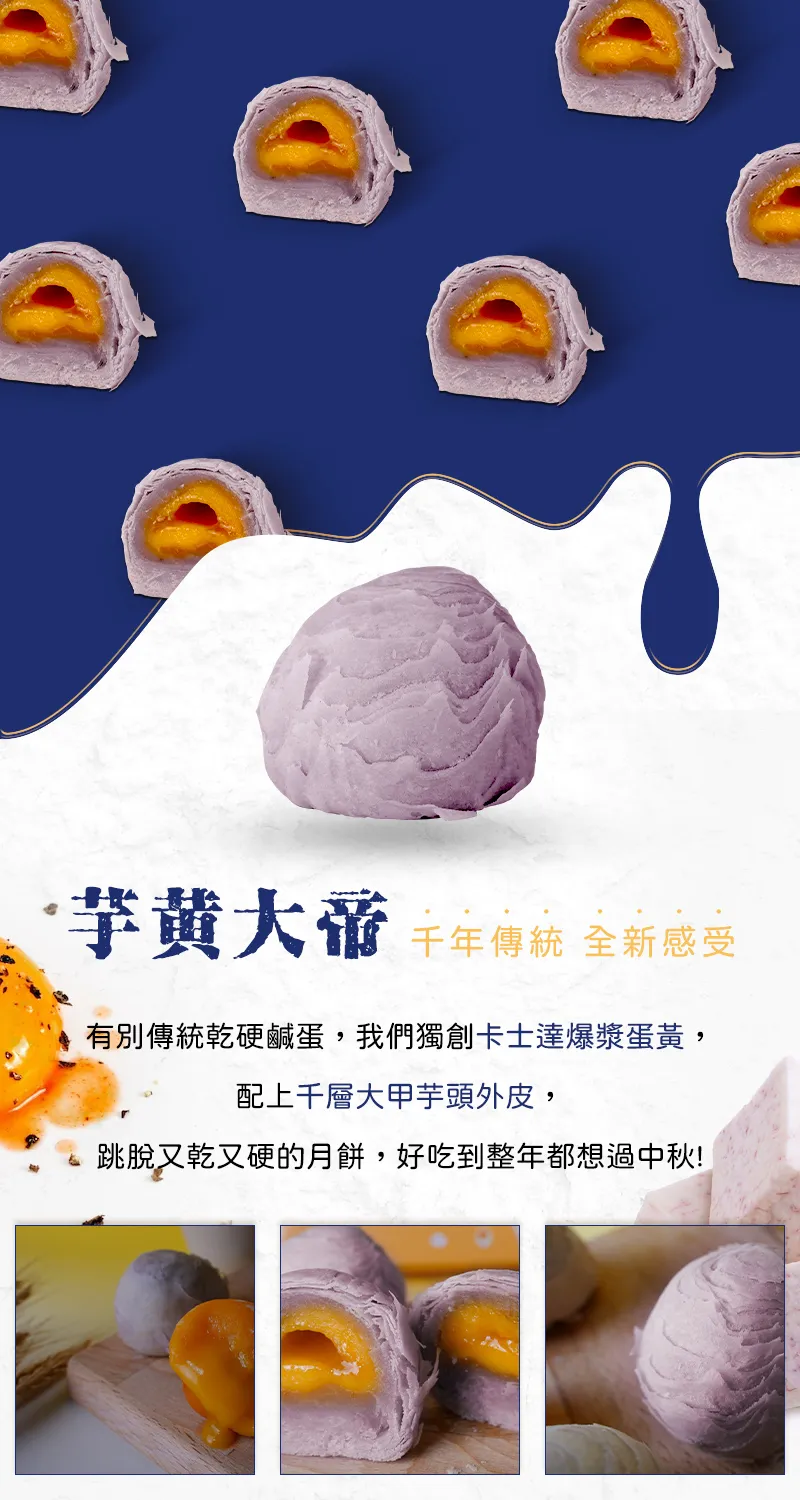 芋黃大帝
千年傳統 全新感受
有別傳統乾硬鹹蛋，我們獨創卡士達爆漿蛋黃，
配上千層大甲芋頭外皮，
跳脫又乾又硬的月餅，好吃到整年都想過中秋!